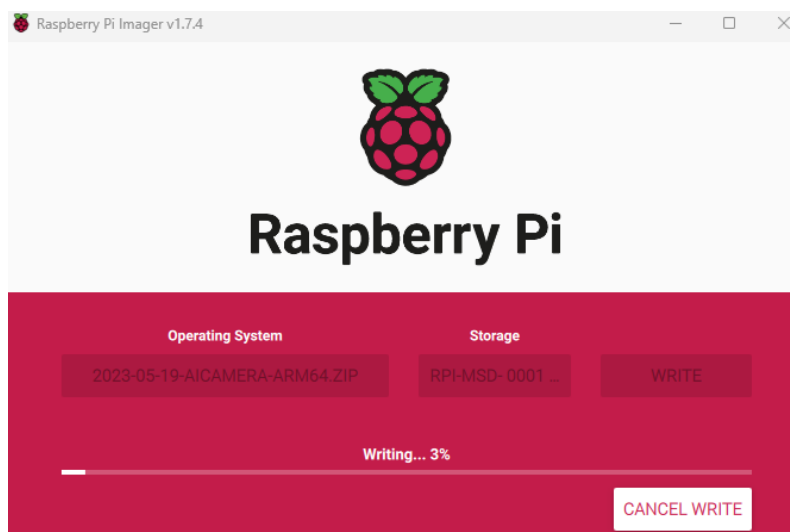 Raspberry Pi Imager v1.7.4
Raspberry Pi
Operating System
Storage
2023-05-19-AICAMERA-ARM64.ZIP
RPI-MSD- 0001 ...
WRITE
Writing... 3%
CANCEL WRITE